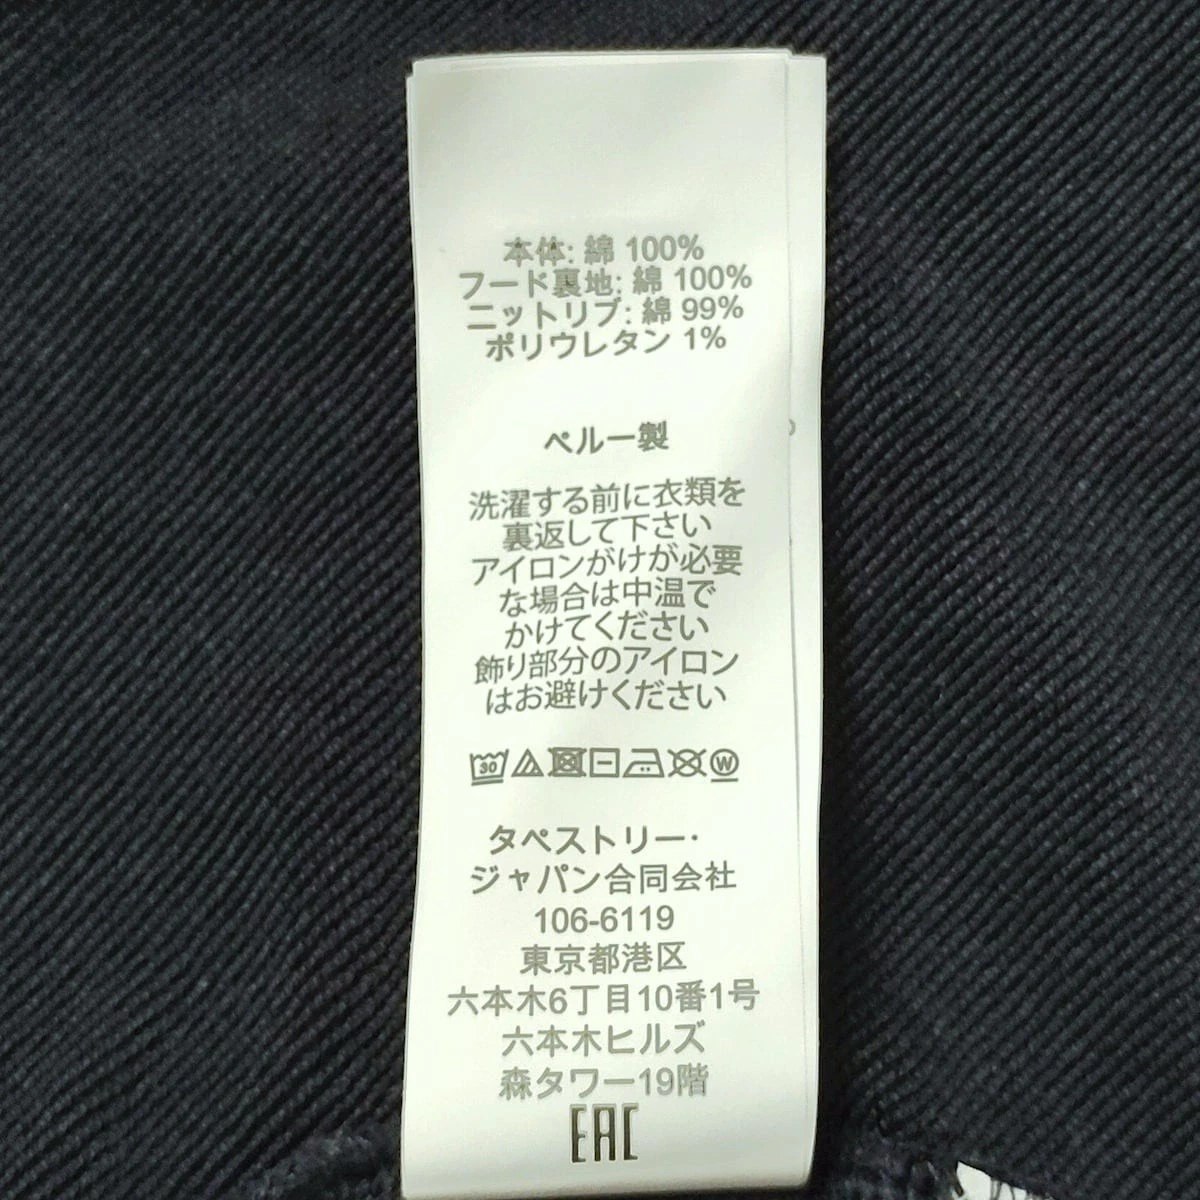 本体: 綿 100%
フード裏地: 綿 100%
ニットリブ: 綿 99%
ポリウレタン 1%
ペルー製
洗濯する前に衣類を
裏返して下さい
アイロンがけが必要
な場合は中温で
かけてください
飾り部分のアイロン
はお避けください
30
W
タペストリー・
ジャパン合同会社
106-6119
東京都港区
六本木6丁目10番1号
六本木ヒルズ
森タワー19階
EAC